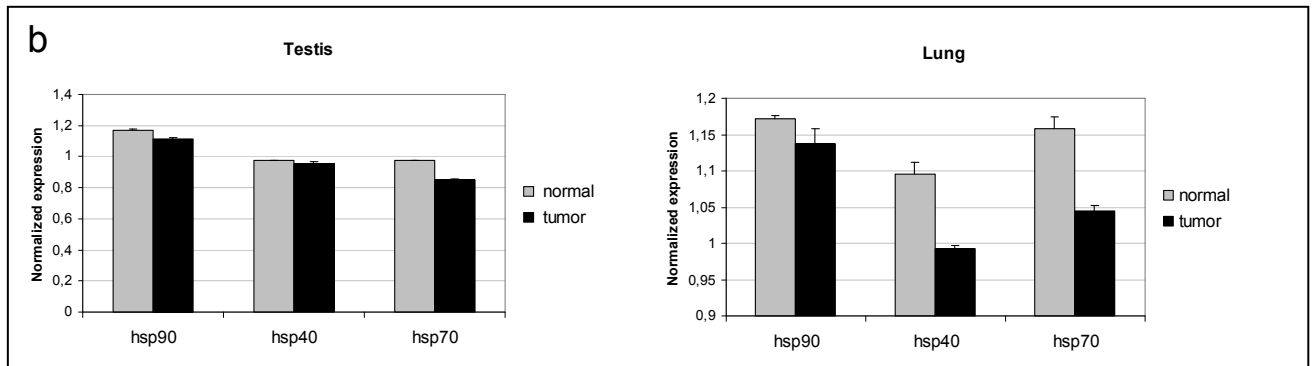 b
Testis
Normalized expression
1,4
1,2
1
0,8
0,6
0,4
0,2
0
hsp90 hsp40 hsp70
normal
tumor
Lung
Normalized expression
1,2
1,15
1,1
1,05
1
0,95
0,9
hsp90 hsp40 hsp70
normal
tumor